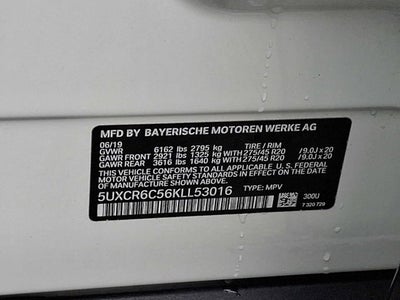 MFD BY BAYERISCHE MOTOREN WERKE AG
06/19 TIRE / RIM
GVWR 6162 lbs 2795 kg
GAWR FRONT 2921 lbs 1325 kg WITH 275/45 R20 /9.0J x 20
GAWR REAR 3616 lbs 1640 kg WITH 275/45 R20 /9.0J x 20
THIS VEHICLE CONFORMS TO ALL APPLICABLE U.S. FEDERAL
MOTOR VEHICLE SAFETY STANDARDS IN EFFECT ON THE DATE OF
MANUFACTURE SHOWN ABOVE.
5UXCR6C56KLL53016 TYPE: MPV 300U
7 320 729